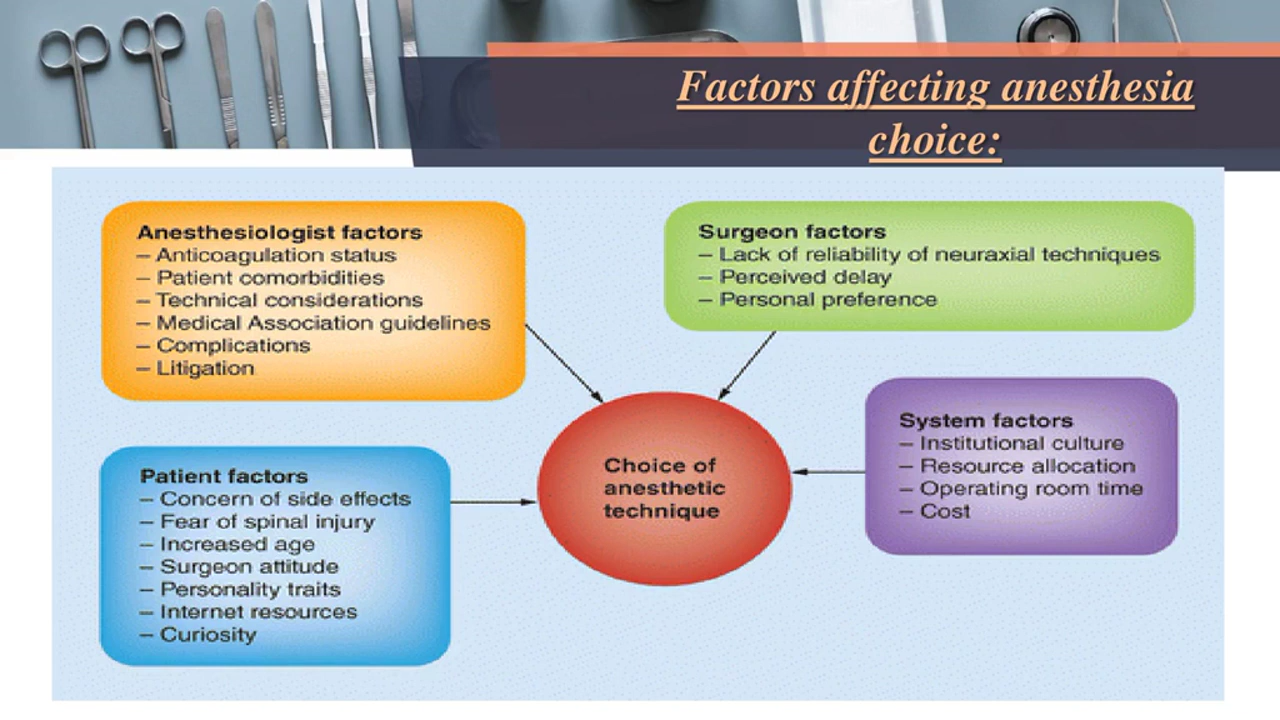 Factors affecting anesthesia
choice:
Anesthesiologist factors
– Anticoagulation status
– Patient comorbidities
– Technical considerations
– Medical Association guidelines
– Complications
– Litigation
Surgeon factors
– Lack of reliability of neuraxial techniques
– Perceived delay
– Personal preference
Patient factors
– Concern of side effects
– Fear of spinal injury
– Increased age
– Surgeon attitude
– Personality traits
– Internet resources
– Curiosity
Choice of
anesthetic
technique
System factors
– Institutional culture
– Resource allocation
– Operating room time
– Cost